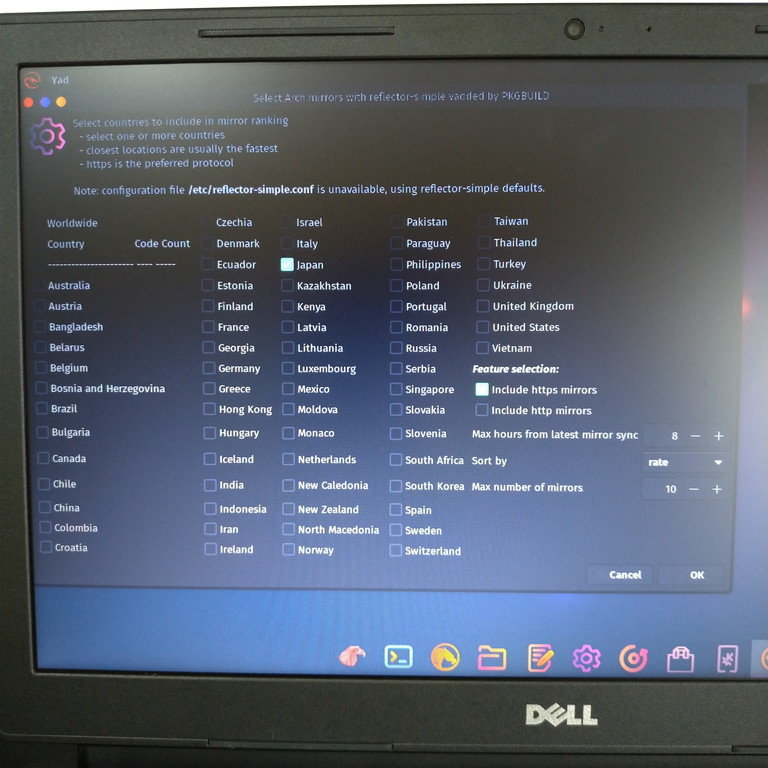 Yad
Select Arch mirrors with reflector-simple vadded by PKGBUILD
Select countries to include in mirror ranking
- select one or more countries
- closest locations are usually the fastest
- https is the preferred protocol
Note: configuration file /etc/reflector-simple.conf is unavailable, using reflector-simple defaults.
Worldwide
Country Code Count
---------------------- ---- -----
Australia
Austria
Bangladesh
Belarus
Belgium
Bosnia and Herzegovina
Brazil
Bulgaria
Canada
Chile
China
Colombia
Croatia
Czechia
Denmark
Ecuador
Estonia
Finland
France
Georgia
Germany
Greece
Hong Kong
Hungary
Iceland
India
Indonesia
Iran
Ireland
Israel
Italy
Japan
Kazakhstan
Kenya
Latvia
Lithuania
Luxembourg
Mexico
Moldova
Monaco
Netherlands
New Caledonia
New Zealand
North Macedonia
Norway
Pakistan
Paraguay
Philippines
Poland
Portugal
Romania
Russia
Serbia
Singapore
Slovakia
Slovenia
South Africa
South Korea
Spain
Sweden
Switzerland
Taiwan
Thailand
Turkey
Ukraine
United Kingdom
United States
Vietnam
Feature selection:
Include https mirrors
Include http mirrors
Max hours from latest mirror sync 8 − +
Sort by rate
Max number of mirrors 10 − +
Cancel OK
DELL